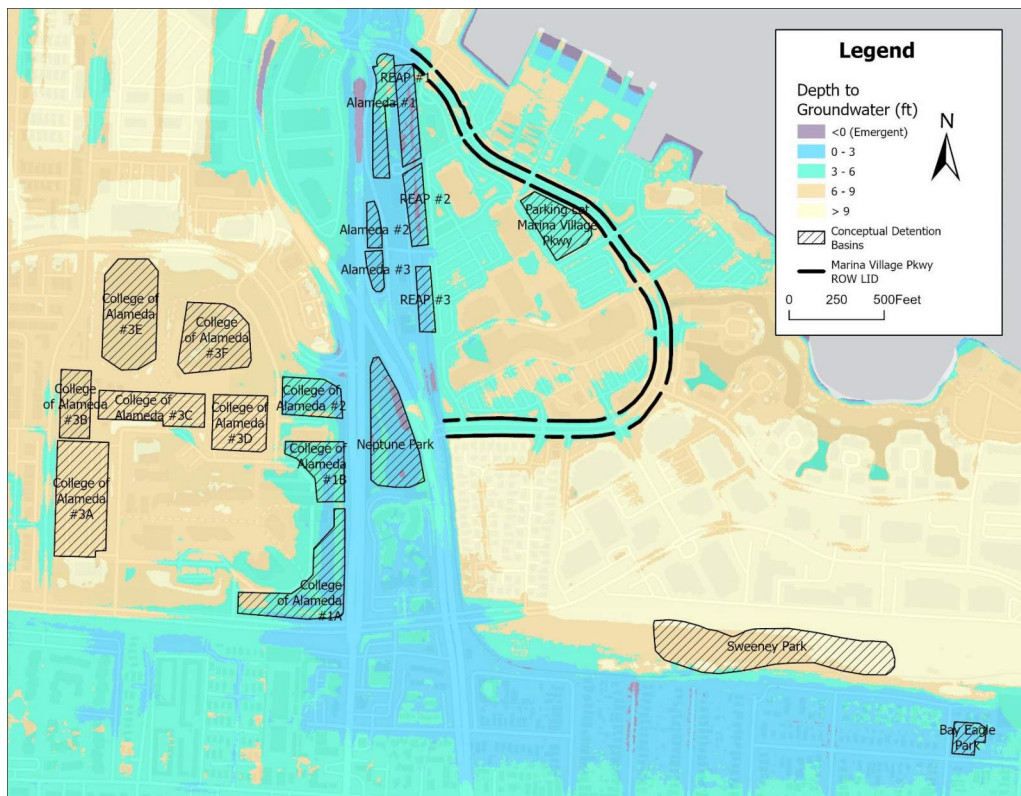 Legend
Depth to
Groundwater (ft)
<0 (Emergent)
0 - 3
3 - 6
6 - 9
> 9
Conceptual Detention
Basins
Marina Village Pkwy
ROW LID
0 250 500Feet
N
REAP #1
Alameda #1
REAP #2
Alameda #2
Alameda #3
REAP #3
Parking Lot
Marina Village
Pkwy
College of
Alameda
#3E
College
of Alameda
#3F
College
of Alameda
#3B
College of
Alameda #3C
College
of Alameda
#3D
College of
Alameda #2
College of
Alameda
#1B
Neptune Park
College of
Alameda
#3A
College of
Alameda
#1A
Sweeney Park
Bay Eagle
Park